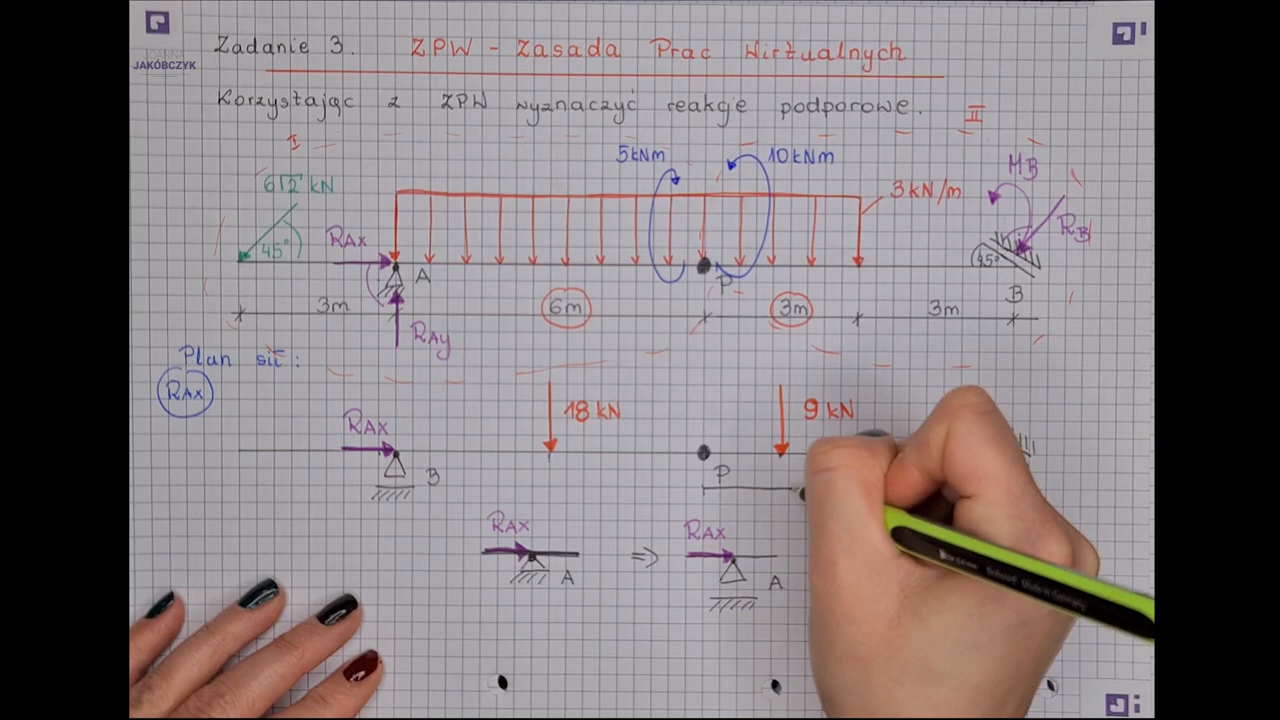 Zadanie 3. ZPW - Zasada Prac Wirtualnych
JOANNA
JAKÓBCZYK
Korzystając z ZPW wyznaczyć reakcje podporowe.
I
II
6√2 kN
5kNm
10kNm
3kN/m
MB
45°
RAX
RB
45°
A
P
B
3m
6m
3m
3m
RAy
Plan sił:
RAX
RAX
18 kN
9 kN
B
P
RAX
A
=>
RAX
A